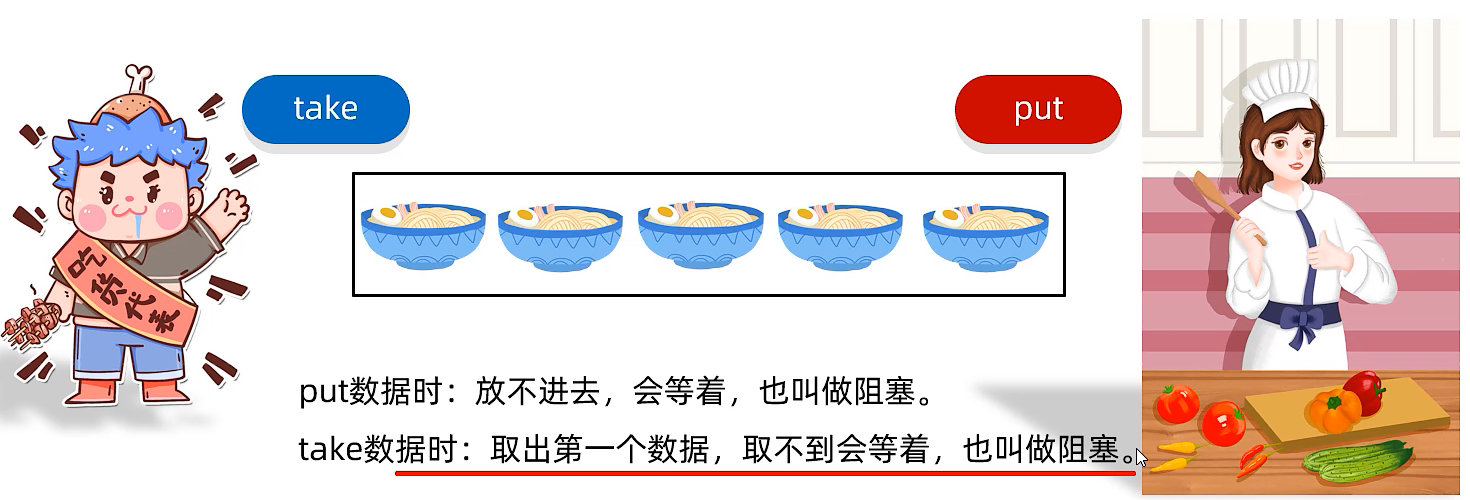 take
put
吃货代表
put数据时：放不进去，会等着，也叫做阻塞。
take数据时：取出第一个数据，取不到会等着，也叫做阻塞。